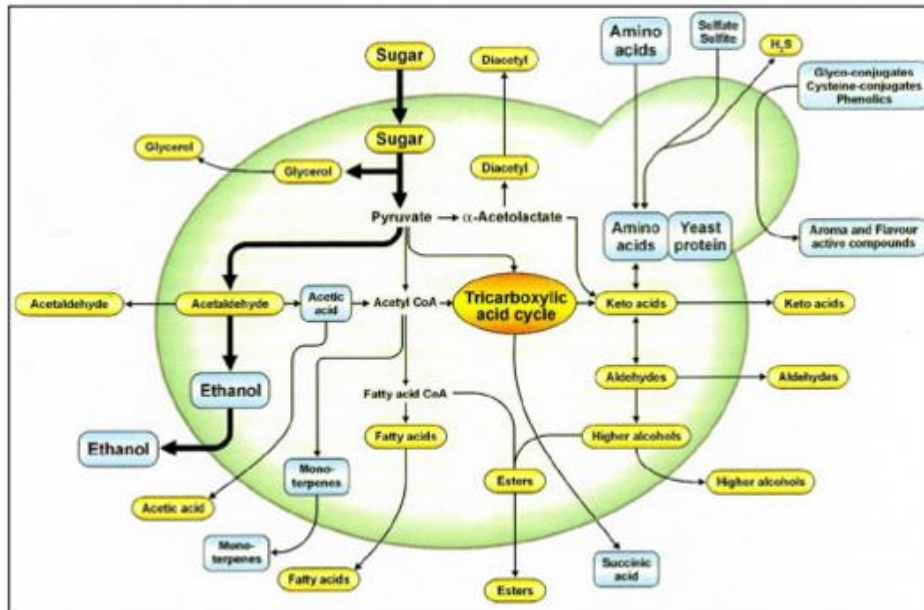 Sugar
Diacetyl
Amino
acids
Sulfate
Sulfite
H₂S
Glyco-conjugates
Cysteine-conjugates
Phenolics
Sugar
Glycerol
Glycerol
Diacetyl
Pyruvate
α-Acetolactate
Amino
acids
Yeast
protein
Aroma and Flavour
active compounds
Acetaldehyde
Acetaldehyde
Acetic
acid
Acetyl CoA
Tricarboxylic
acid cycle
Keto acids
Keto acids
Ethanol
Fatty acid CoA
Aldehydes
Aldehydes
Ethanol
Fatty acids
Higher alcohols
Mono-
terpenes
Esters
Higher alcohols
Acetic acid
Mono-
terpenes
Fatty acids
Esters
Succinic
acid